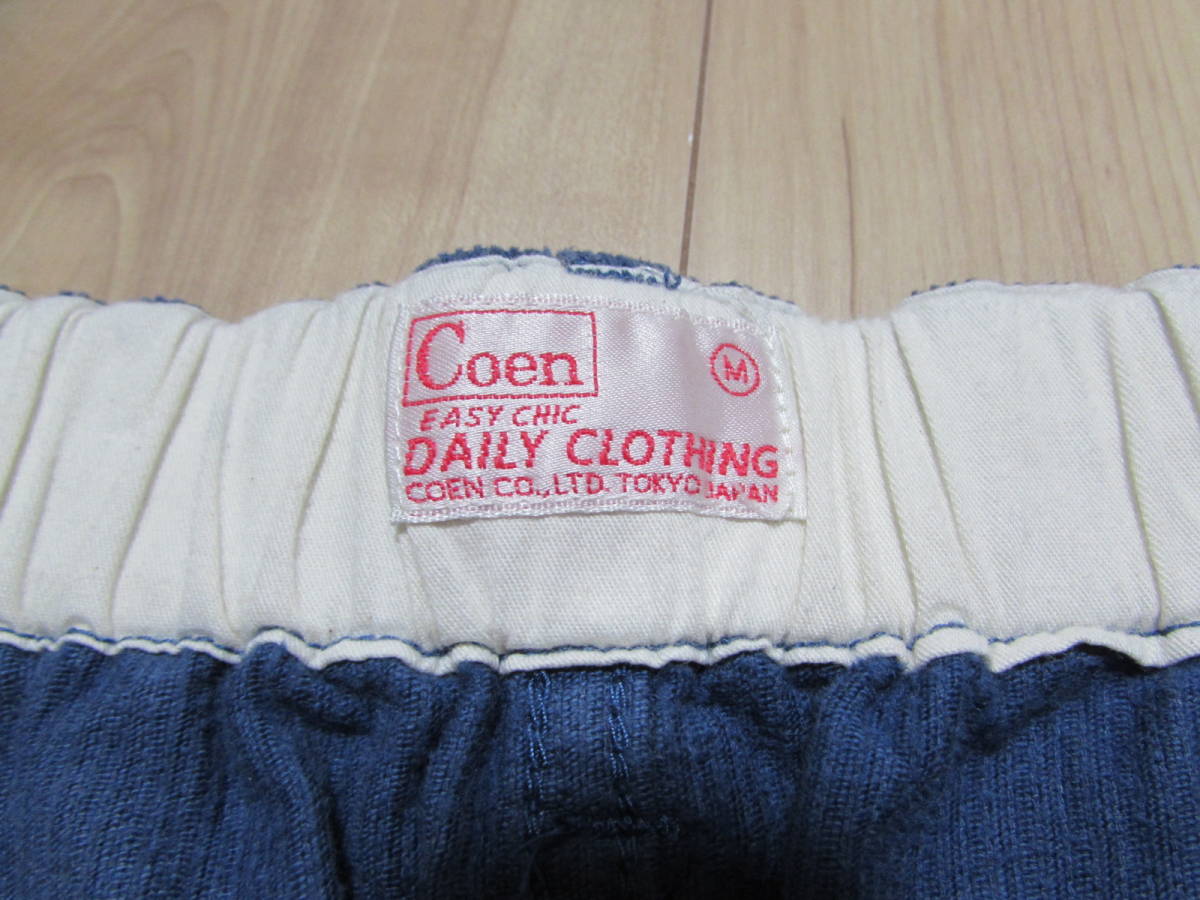 Coen
M
EASY CHIC
DAILY CLOTHING
COEN CO.,LTD. TOKYO JAPAN